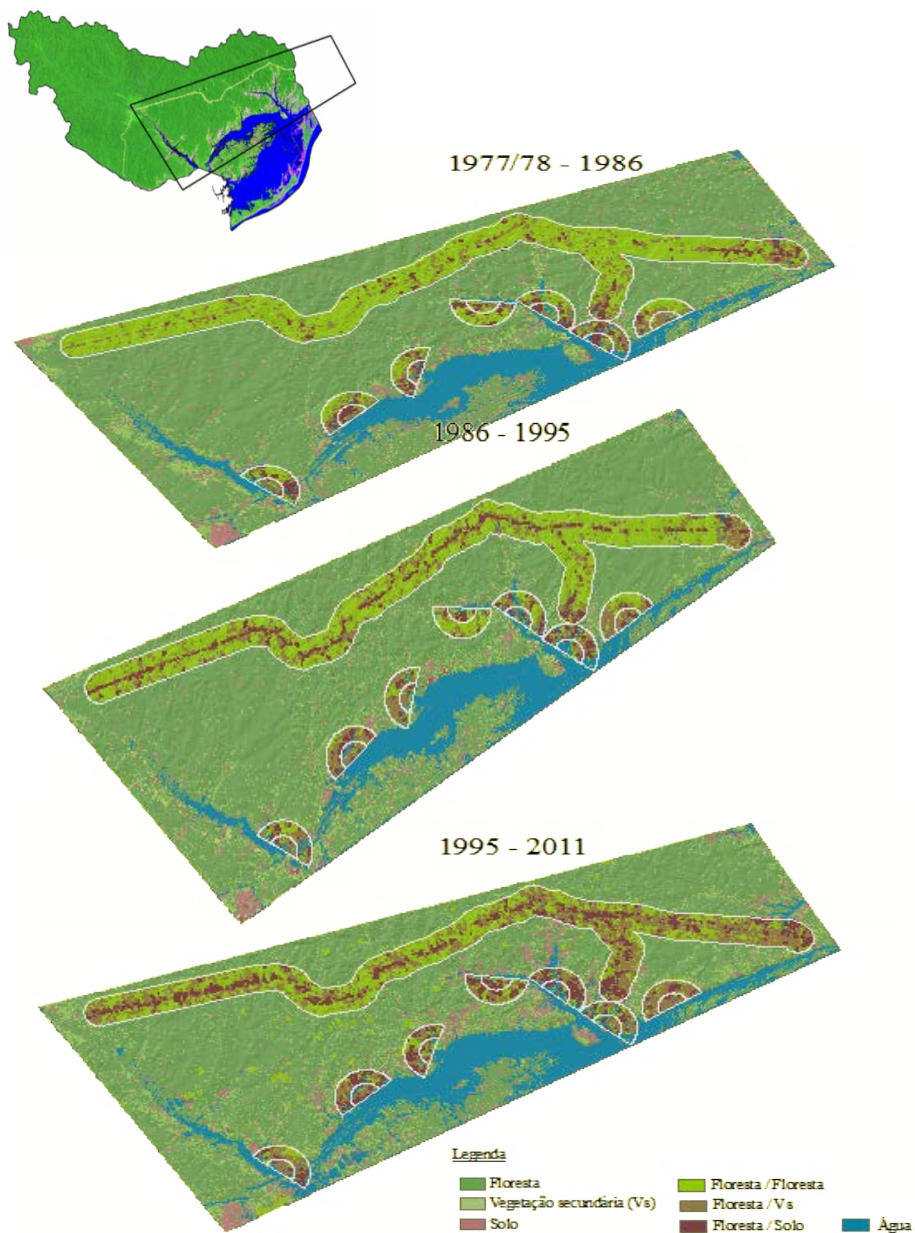 1977/78 - 1986
1986 - 1995
1995 - 2011
Legenda
Floresta
Vegetação secundária (Vs)
Solo
Floresta / Floresta
Floresta / Vs
Floresta / Solo
Água